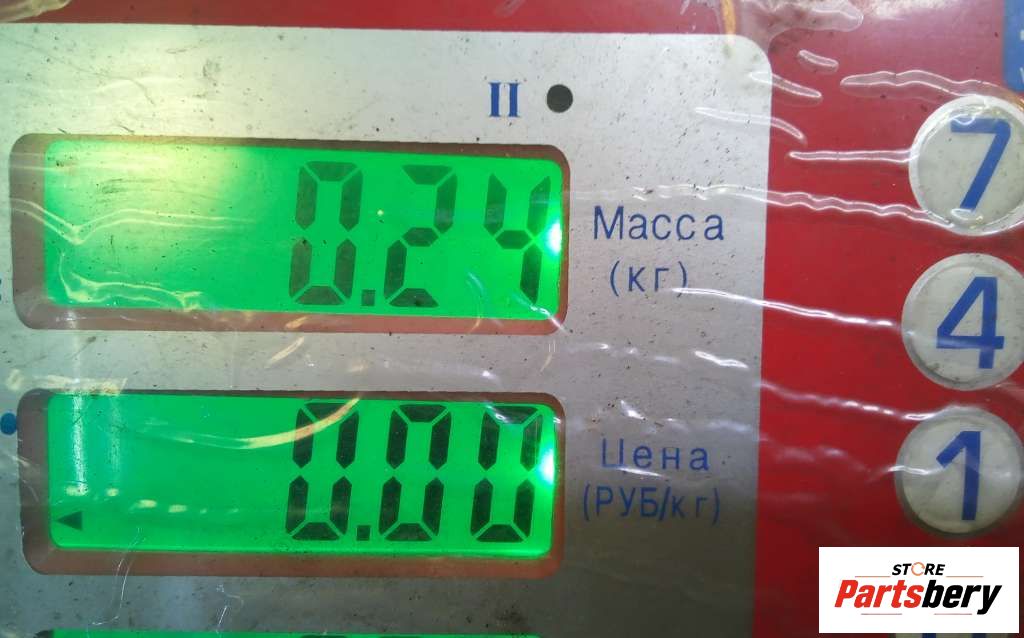 II
0.24
Масса
(кг)
7
4
0.00
Цена
(РУБ/кг)
1
STORE
Partsbery